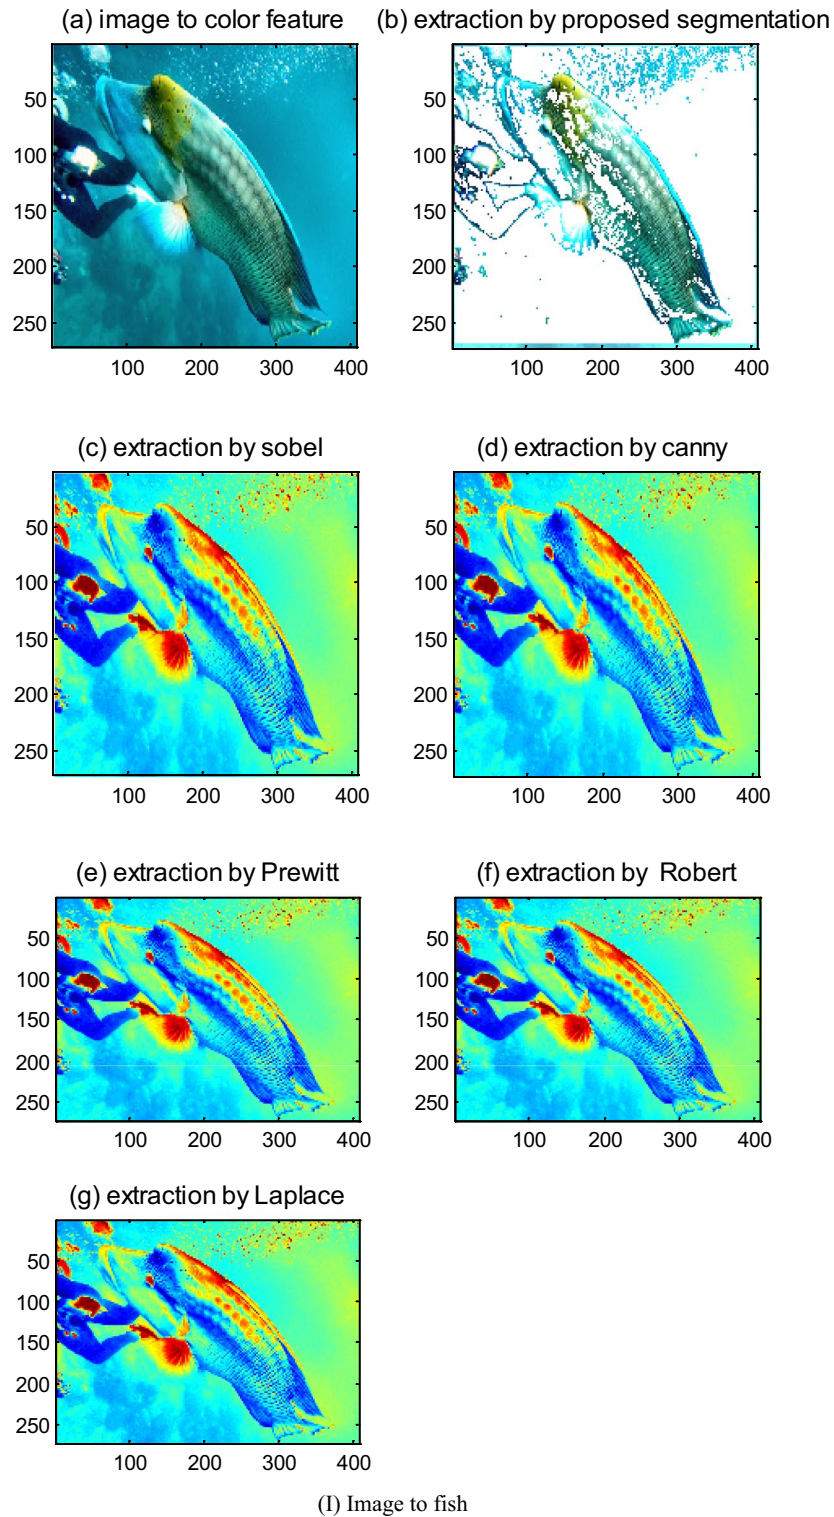 (a) image to color feature
(b) extraction by proposed segmentation
50
100
150
200
250
100 200 300 400
50
100
150
200
250
100 200 300 400
(c) extraction by sobel
(d) extraction by canny
50
100
150
200
250
100 200 300 400
50
100
150
200
250
100 200 300 400
(e) extraction by Prewitt
(f) extraction by Robert
50
100
150
200
250
100 200 300 400
50
100
150
200
250
100 200 300 400
(g) extraction by Laplace
50
100
150
200
250
100 200 300 400
(I) Image to fish